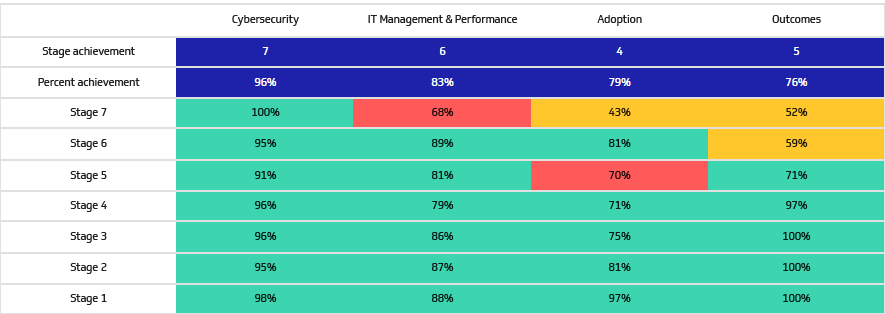 Cybersecurity IT Management & Performance Adoption Outcomes
Stage achievement 7 6 4 5
Percent achievement 96% 83% 79% 76%
Stage 7 100% 68% 43% 52%
Stage 6 95% 89% 81% 59%
Stage 5 91% 81% 70% 71%
Stage 4 96% 79% 71% 97%
Stage 3 96% 86% 75% 100%
Stage 2 95% 87% 81% 100%
Stage 1 98% 88% 97% 100%